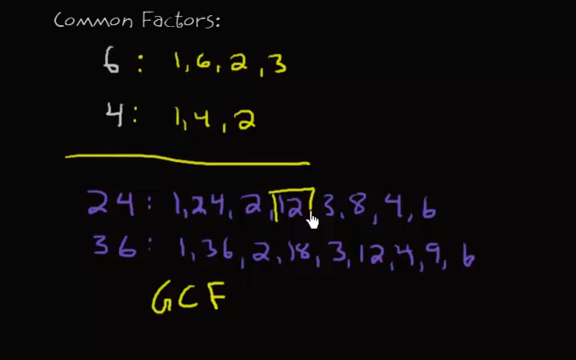 Common Factors:
6: 1, 6, 2, 3
4: 1, 4, 2
24: 1, 24, 2, 12, 3, 8, 4, 6
36: 1, 36, 2, 18, 3, 12, 4, 9, 6
GCF